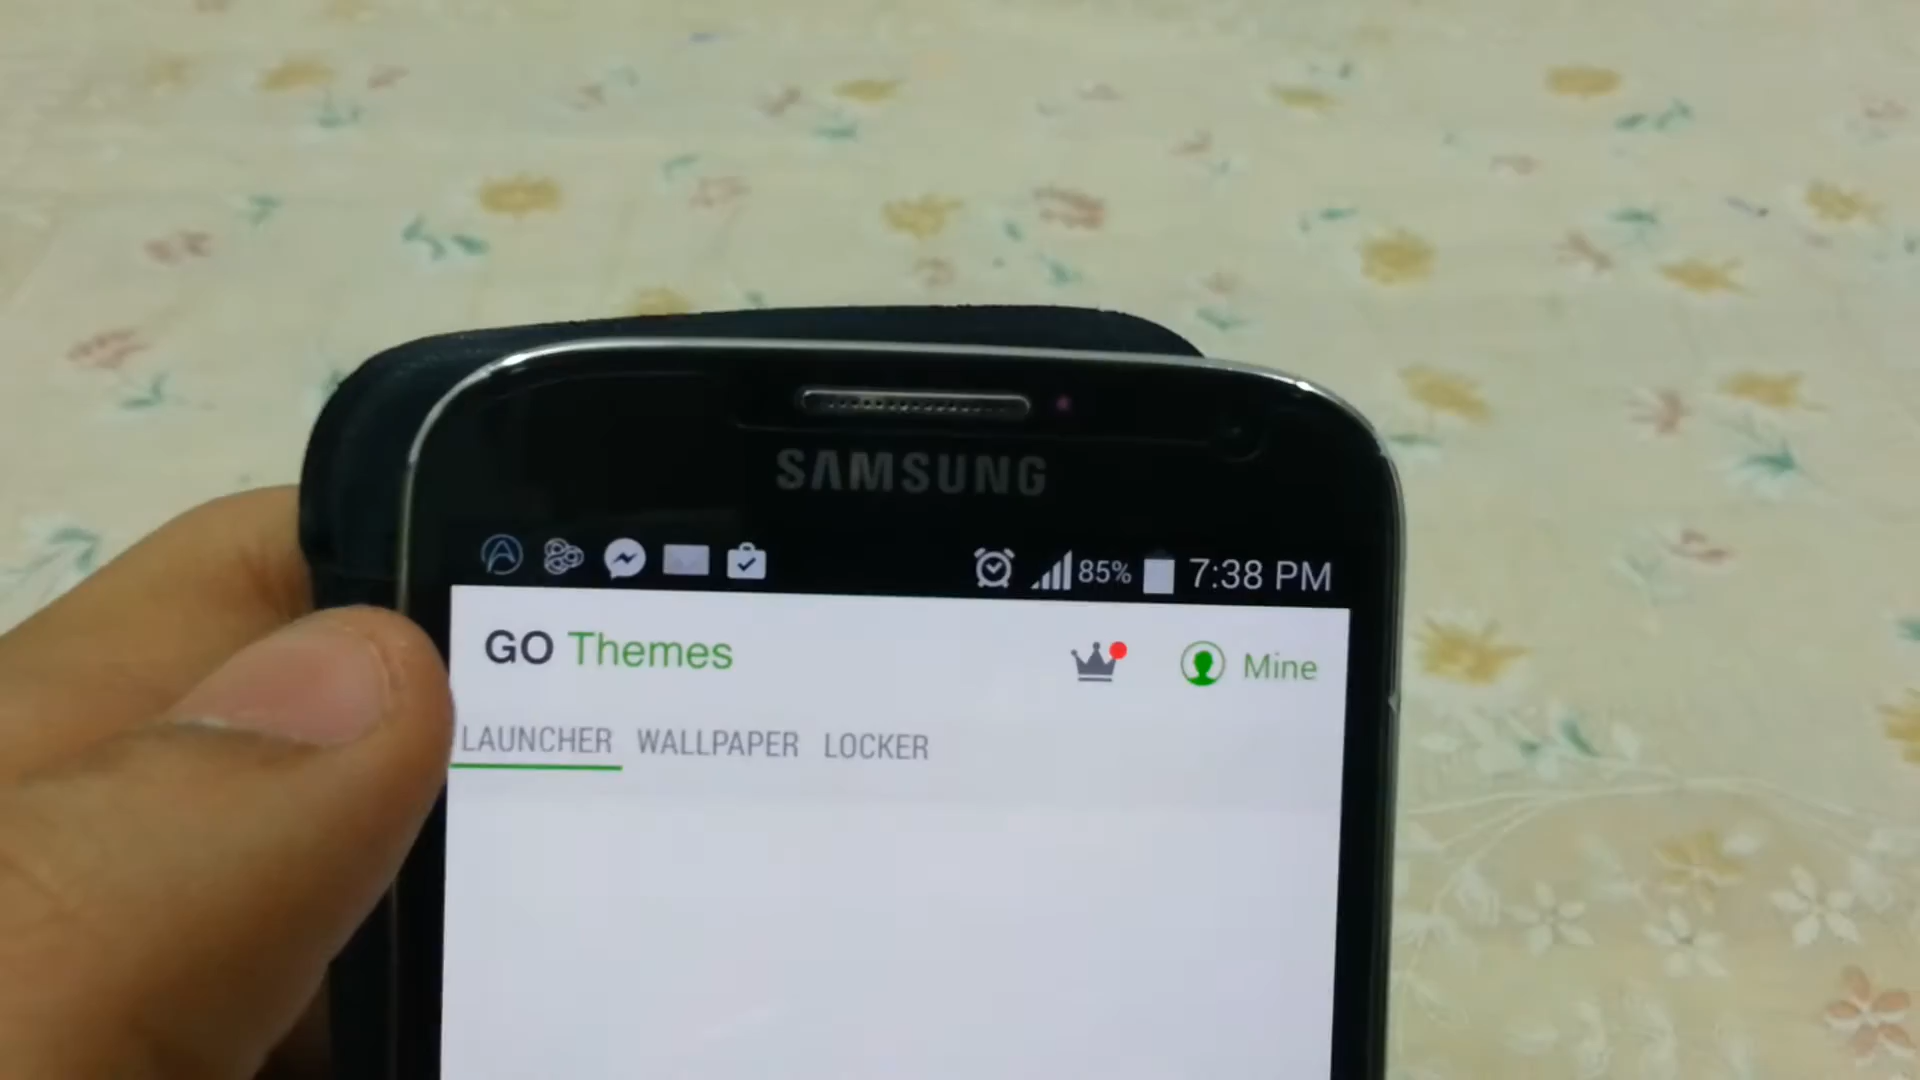 SAMSUNG
85% 7:38 PM
GO Themes
Mine
LAUNCHER WALLPAPER LOCKER